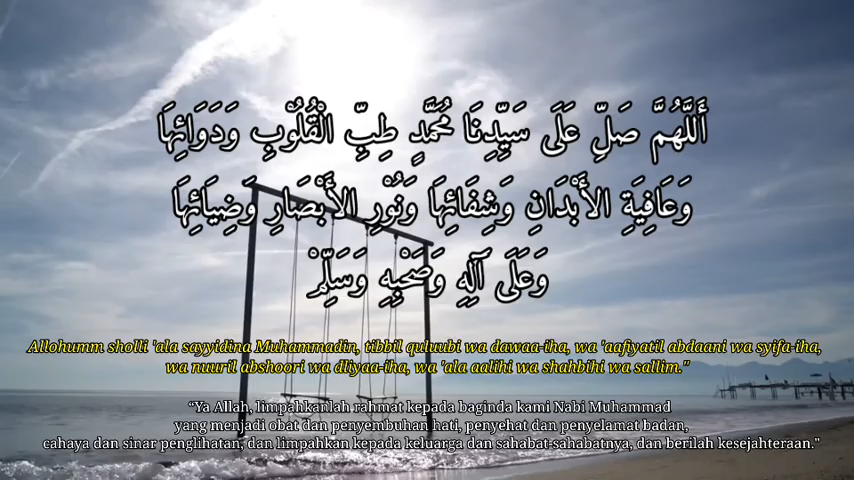 أَللَّهُمَّ صَلِّ عَلَى سَيِّدِنَا مُحَمَّدٍ طِبِّ الْقُلُوْبِ وَدَوَائِهَا
وَعَافِيَةِ الأَبْدَانِ وَشِفَائِهَا وَنُوْرِ الأَبْصَارِ وَضِيَائِهَا
وَعَلَى آلِهِ وَصَحْبِهِ وَسَلِّمْ
Allohumm sholli 'ala sayyidina Muhammadin, tibbil quluubi wa dawaa-iha, wa 'aafiyatil abdaani wa syifa-iha,
wa nuuril abshoori wa dliyaa-iha, wa 'ala aalihi wa shahbihi wa sallim."
“Ya Allah, limpahkanlah rahmat kepada baginda kami Nabi Muhammad
yang menjadi obat dan penyembuhan hati, penyehat dan penyelamat badan,
cahaya dan sinar penglihatan, dan limpahkan kepada keluarga dan sahabat-sahabatnya, dan berilah kesejahteraan."